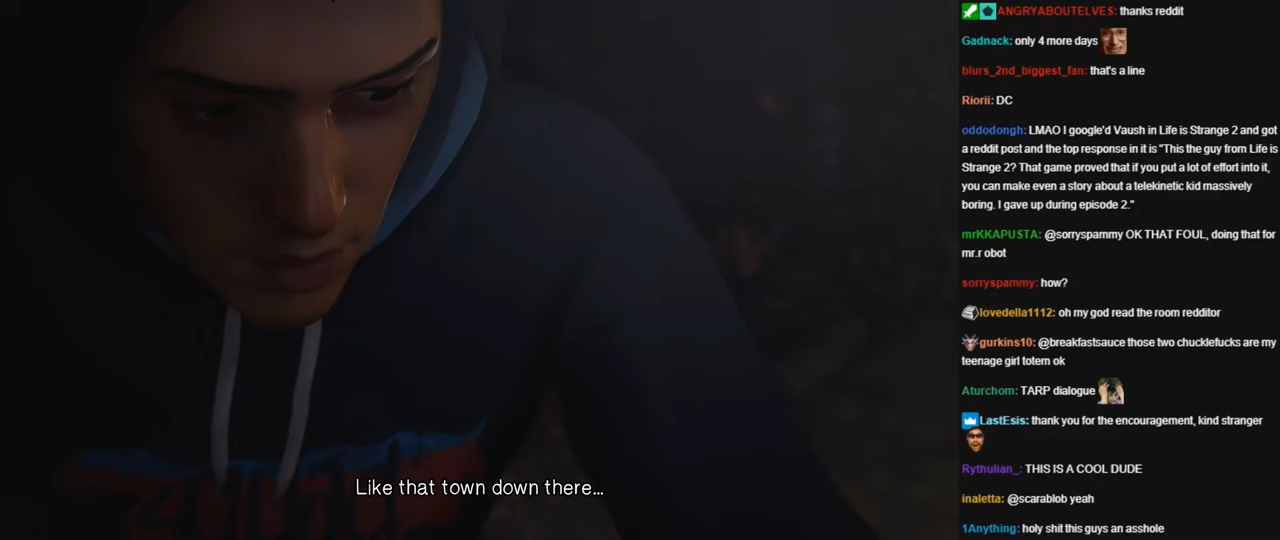 Like that town down there...
ANGRYABOUTELVES: thanks reddit
Gadnack: only 4 more days
blurs_2nd_biggest_fan: that's a line
Riorii: DC
oddodongh: LMAO I google'd Vaush in Life is Strange 2 and got
a reddit post and the top response in it is "This the guy from Life is
Strange 2? That game proved that if you put a lot of effort into it,
you can make even a story about a telekinetic kid massively
boring. I gave up during episode 2."
mrKKAPUSTA: @sorryspammy OK THAT FOUL, doing that for
mr.r obot
sorryspammy: how?
lovedella1112: oh my god read the room redditor
gurkins10: @breakfastsauce those two chucklefucks are my
teenage girl totem ok
Aturchom: TARP dialogue
LastEsis: thank you for the encouragement, kind stranger
Rythulian_: THIS IS A COOL DUDE
inaletta: @scarablob yeah
1Anything: holy shit this guys an asshole